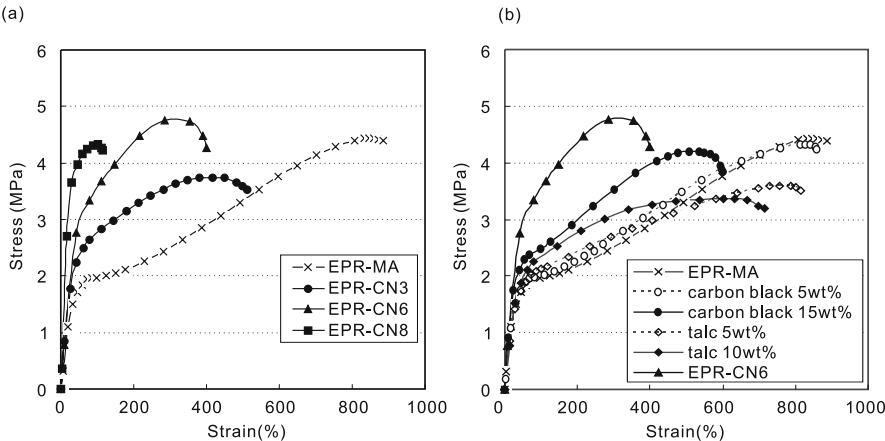 (a)
6
5
4
3
2
1
0
Stress (MPa)
0
200
400
600
800
1000
Strain(%)
EPR-MA
EPR-CN3
EPR-CN6
EPR-CN8
(b)
6
5
4
3
2
1
0
Stress (MPa)
0
200
400
600
800
1000
Strain(%)
EPR-MA
carbon black 5wt%
carbon black 15wt%
talc 5wt%
talc 10wt%
EPR-CN6